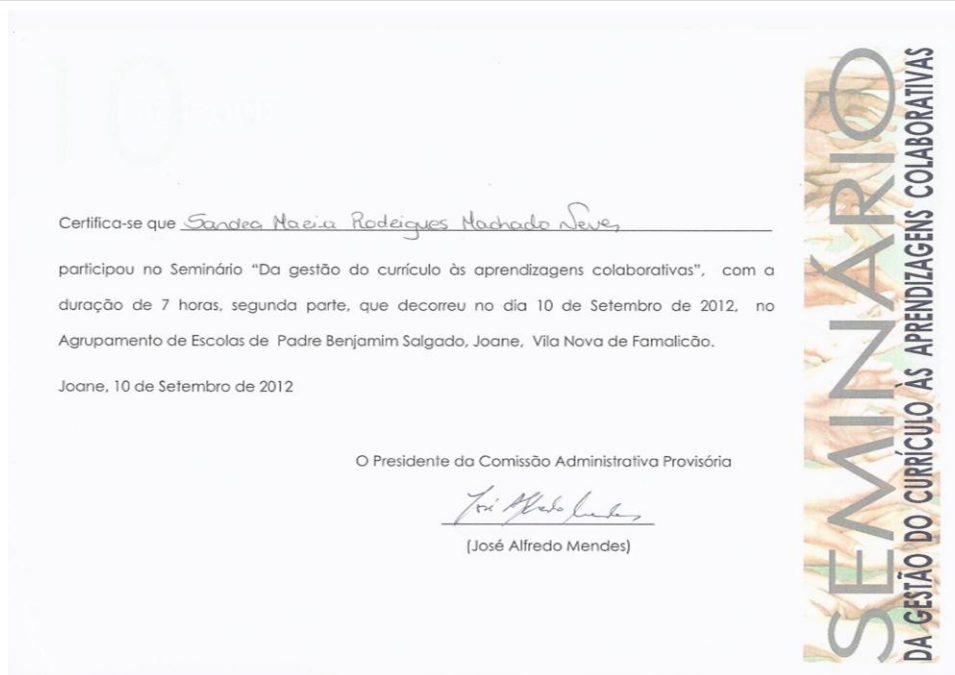 Certifica-se que Sandra Maria Rodrigues Machado Neves
participou no Seminário “Da gestão do currículo às aprendizagens colaborativas”, com a
duração de 7 horas, segunda parte, que decorreu no dia 10 de Setembro de 2012, no
Agrupamento de Escolas de Padre Benjamim Salgado, Joane, Vila Nova de Famalicão.
Joane, 10 de Setembro de 2012
O Presidente da Comissão Administrativa Provisória
José Alfredo Mendes
(José Alfredo Mendes)
SEMINÁRIO
DA GESTÃO DO CURRÍCULO ÀS APRENDIZAGENS COLABORATIVAS